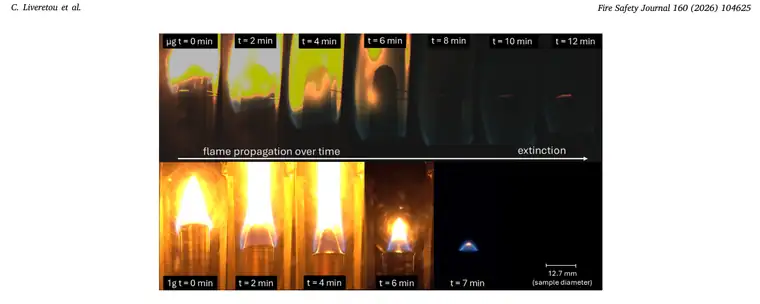 C. Liveretou et al.
Fire Safety Journal 160 (2026) 104625
µg t = 0 min
t = 2 min
t = 4 min
t = 6 min
t = 8 min
t = 10 min
t = 12 min
flame propagation over time
extinction
1g t = 0 min
t = 2 min
t = 4 min
t = 6 min
t = 7 min
12.7 mm
(sample diameter)